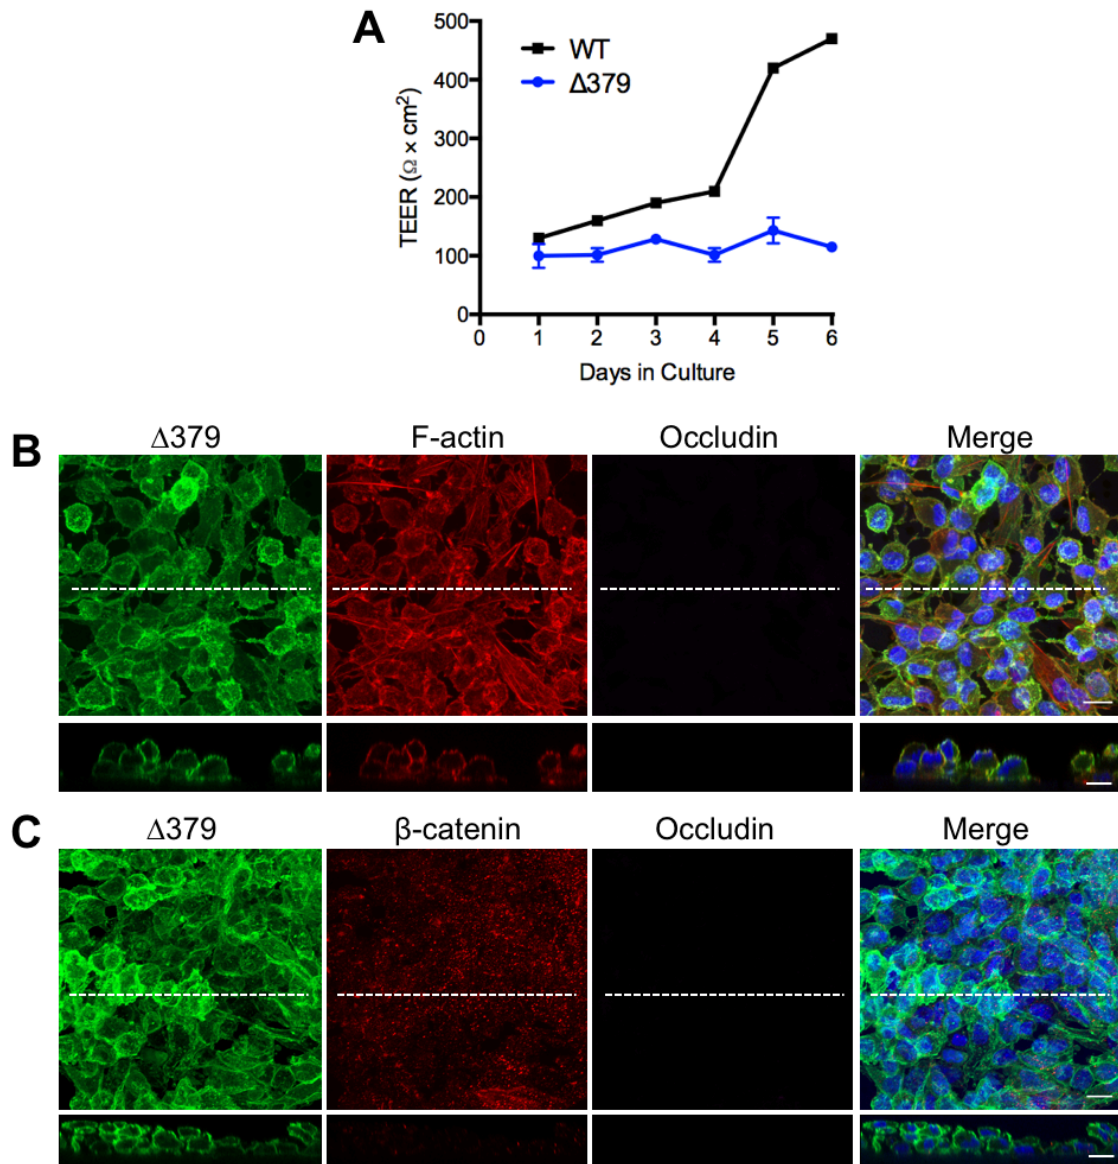 A
500
400
300
200
100
0
TEER (Ω × cm²)
WT
Δ379
0 1 2 3 4 5 6
Days in Culture
B
Δ379 F-actin Occludin Merge
C
Δ379 β-catenin Occludin Merge